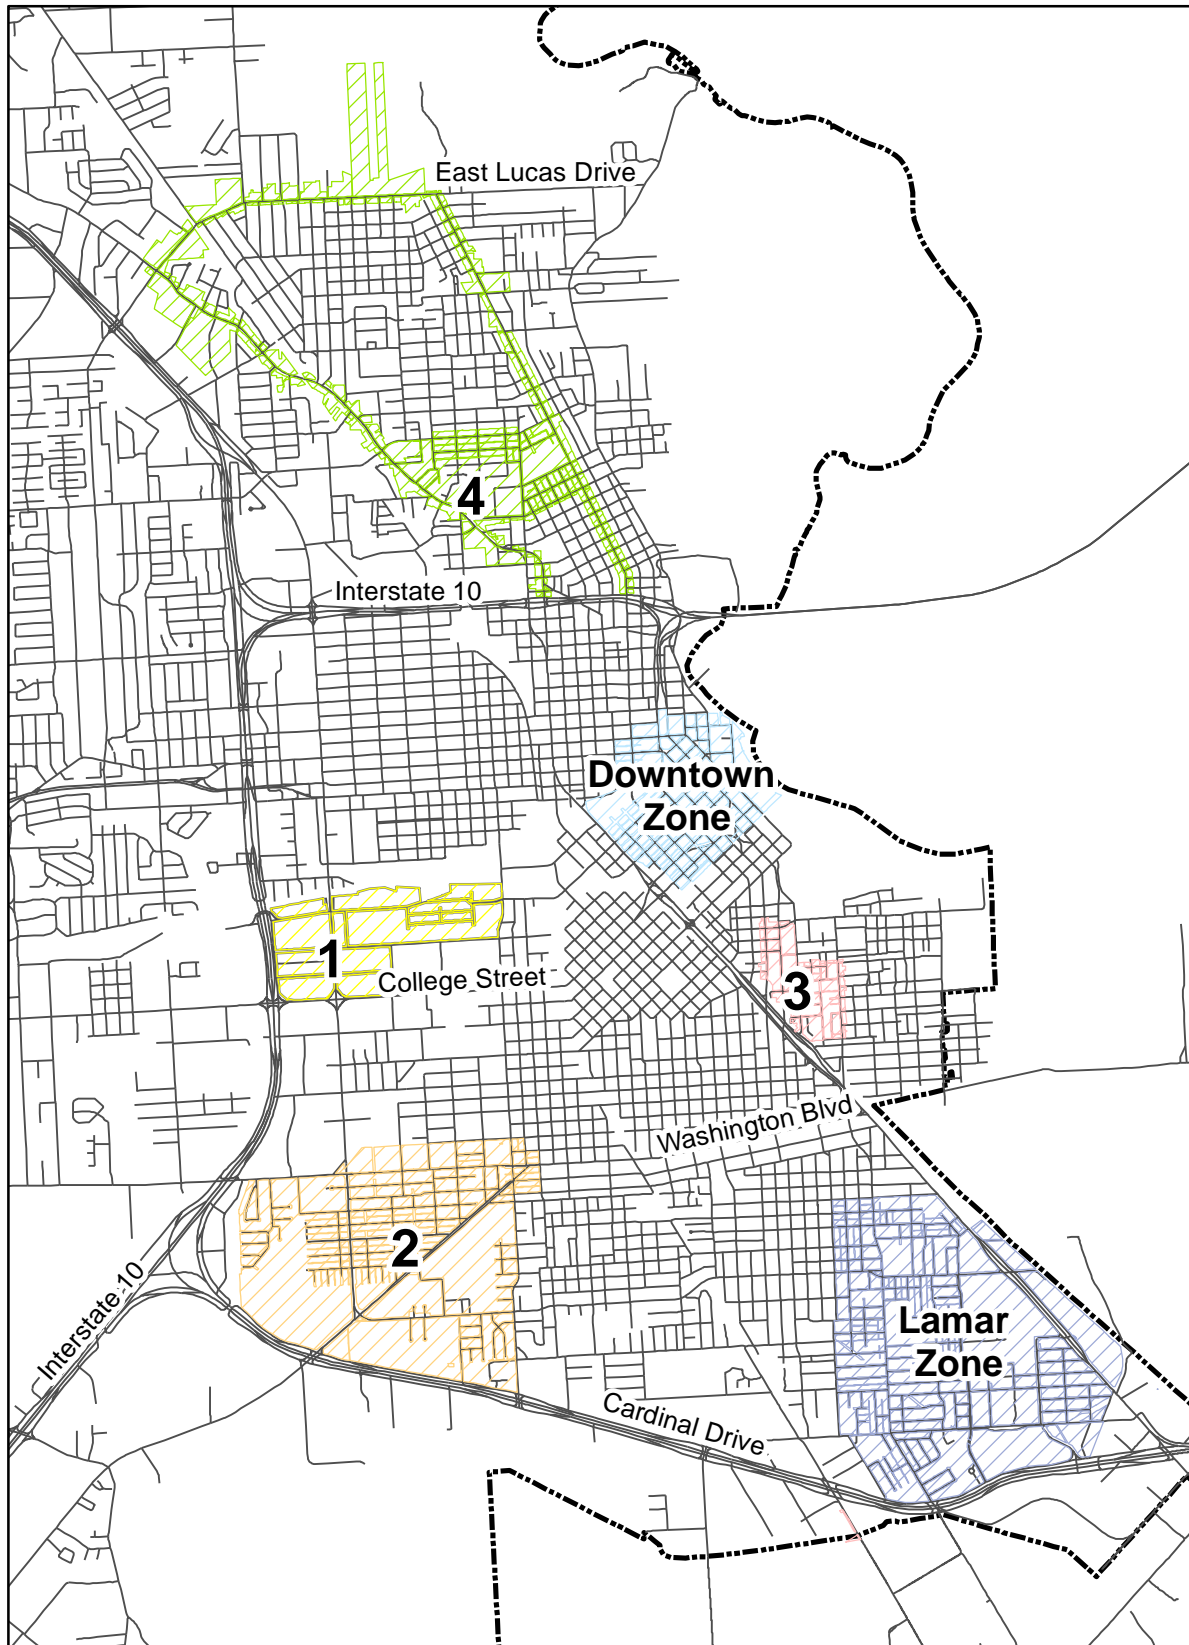 East Lucas Drive
4
Interstate 10
Downtown
Zone
1
College Street
3
Washington Blvd
2
Interstate 10
Lamar
Zone
Cardinal Drive